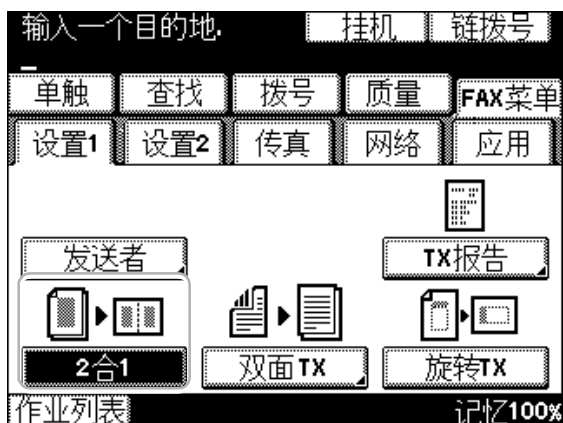 输入一个目的地. 挂机 链拨号
单触 查找 拨号 质量 FAX菜单
设置1 设置2 传真 网络 应用
发送者 TX报告
2合1 双面TX 旋转TX
作业列表 记忆100%